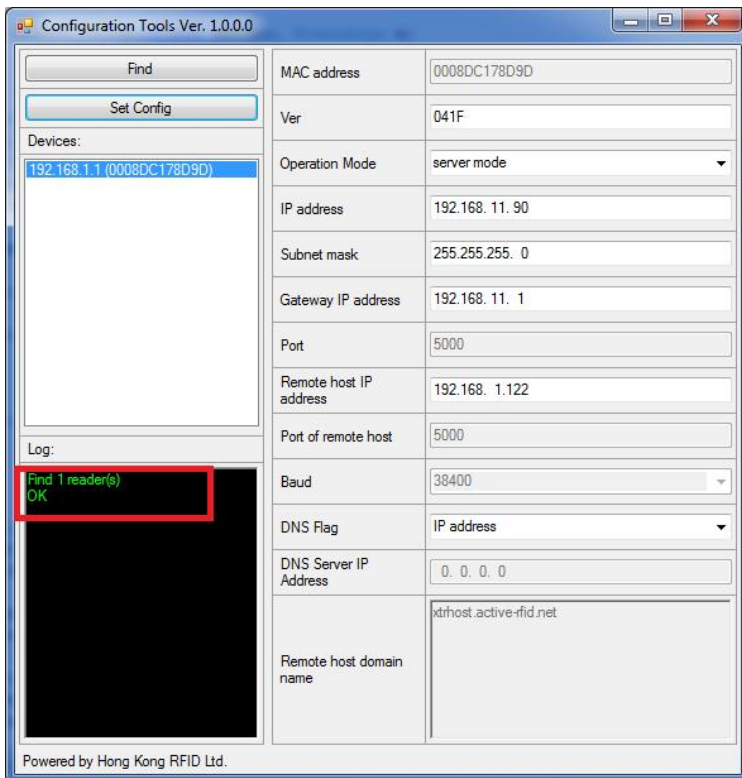 Configuration Tools Ver. 1.0.0.0
Find
Set Config
Devices:
192.168.1.1 (0008DC178D9D)
Log:
Find 1 reader(s)
OK
MAC address 0008DC178D9D
Ver 041F
Operation Mode server mode
IP address 192.168. 11. 90
Subnet mask 255.255.255. 0
Gateway IP address 192.168. 11. 1
Port 5000
Remote host IP
address 192.168. 1.122
Port of remote host 5000
Baud 38400
DNS Flag IP address
DNS Server IP
Address 0. 0. 0. 0
Remote host domain
name
xtrhost.active-rfid.net
Powered by Hong Kong RFID Ltd.